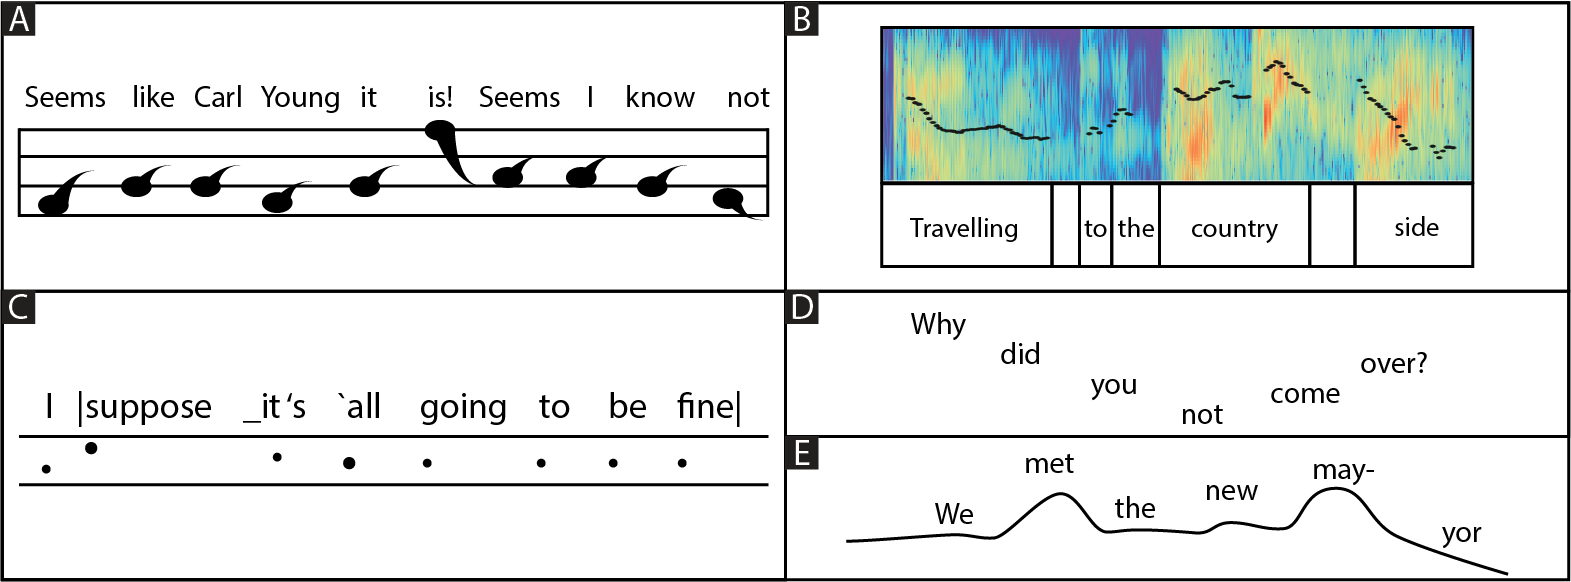 A
Seems like Carl Young it is! Seems I know not
B
Travelling to the country side
C
I |suppose _it ‘s `all going to be fine|
D
Why
did
you
not
come
over?
E
We met the new may- yor